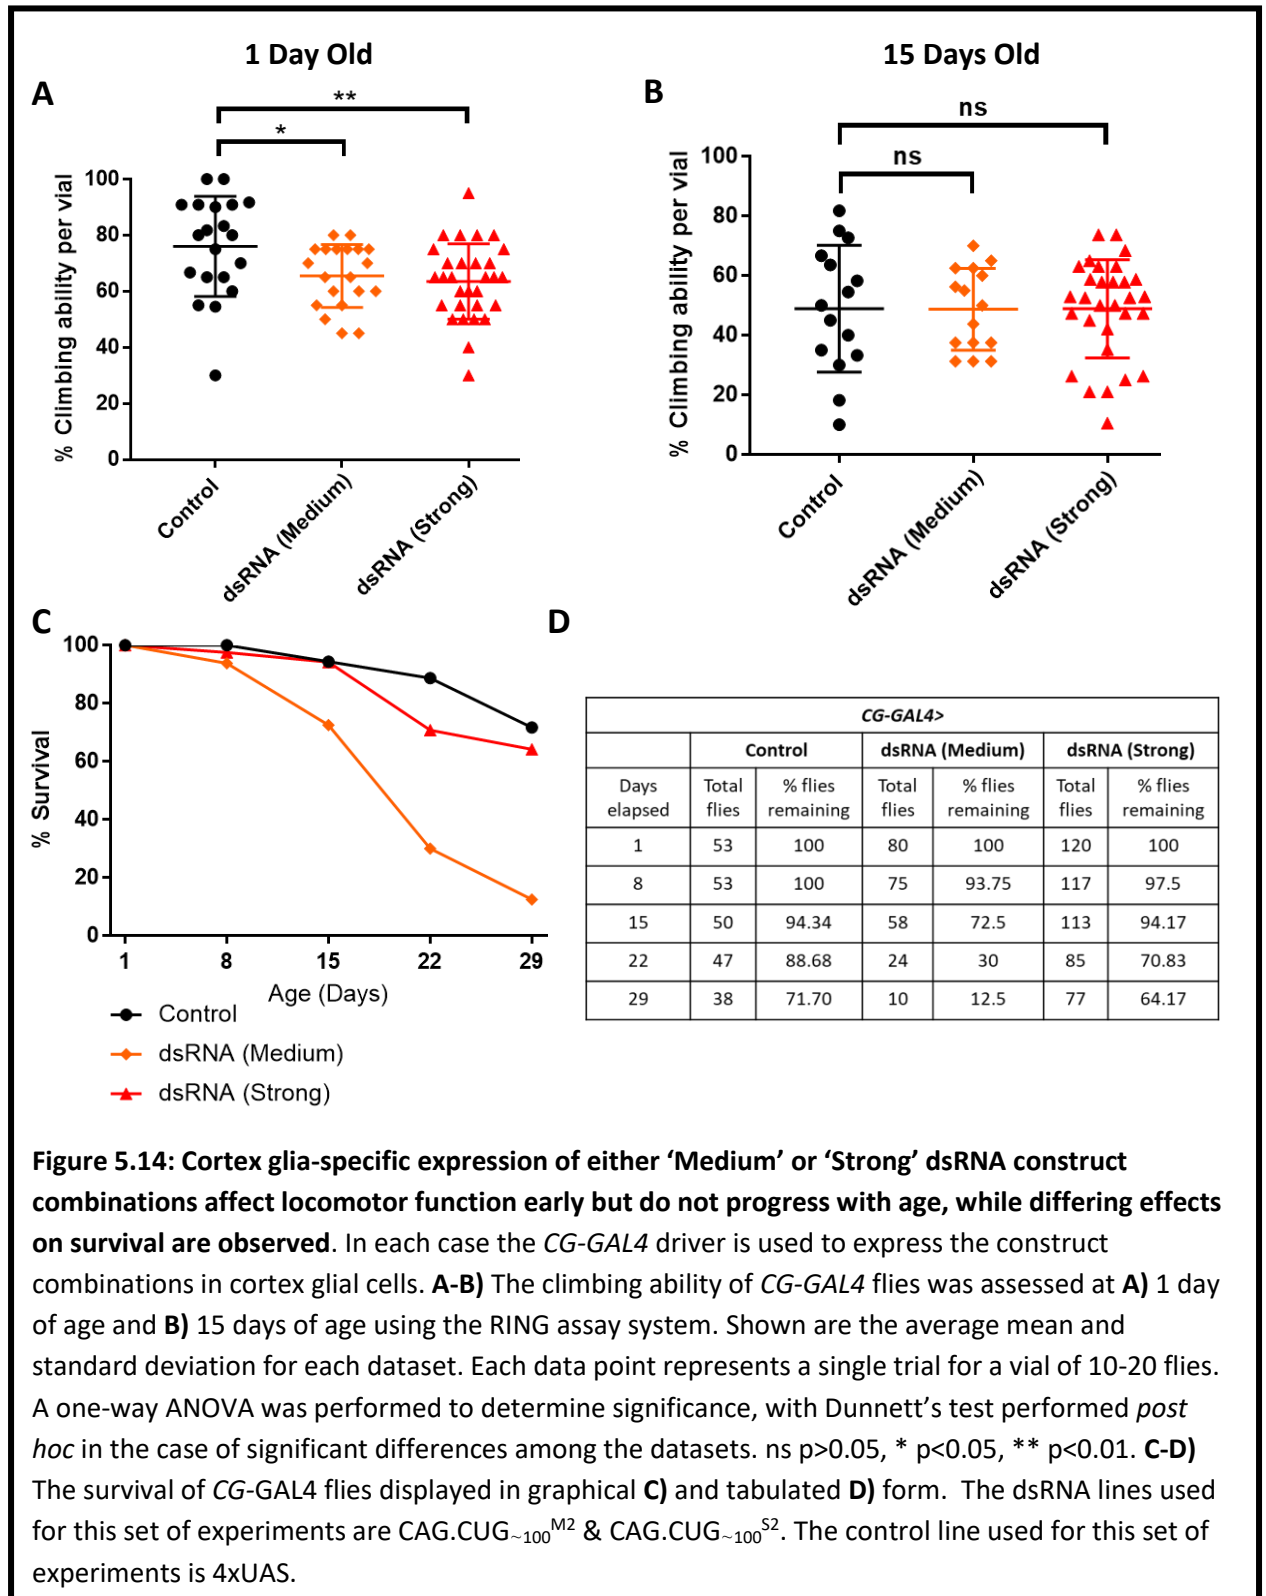 1 Day Old
15 Days Old
A
**
*
% Climbing ability per vial
100
80
60
40
20
0
Control
dsRNA (Medium)
dsRNA (Strong)
B
ns
ns
% Climbing ability per vial
100
80
60
40
20
0
Control
dsRNA (Medium)
dsRNA (Strong)
C
% Survival
100
80
60
40
20
0
1 8 15 22 29
Age (Days)
Control
dsRNA (Medium)
dsRNA (Strong)
D
CG-GAL4>
Control dsRNA (Medium) dsRNA (Strong)
Days elapsed Total flies % flies remaining Total flies % flies remaining Total flies % flies remaining
1 53 100 80 100 120 100
8 53 100 75 93.75 117 97.5
15 50 94.34 58 72.5 113 94.17
22 47 88.68 24 30 85 70.83
29 38 71.70 10 12.5 77 64.17
Figure 5.14: Cortex glia-specific expression of either ‘Medium’ or ‘Strong’ dsRNA construct
combinations affect locomotor function early but do not progress with age, while differing effects
on survival are observed. In each case the CG-GAL4 driver is used to express the construct
combinations in cortex glial cells. A-B) The climbing ability of CG-GAL4 flies was assessed at A) 1 day
of age and B) 15 days of age using the RING assay system. Shown are the average mean and
standard deviation for each dataset. Each data point represents a single trial for a vial of 10-20 flies.
A one-way ANOVA was performed to determine significance, with Dunnett’s test performed post
hoc in the case of significant differences among the datasets. ns p>0.05, * p<0.05, ** p<0.01. C-D)
The survival of CG-GAL4 flies displayed in graphical C) and tabulated D) form. The dsRNA lines used
for this set of experiments are CAG.CUG~100M2 & CAG.CUG~100S2. The control line used for this set of
experiments is 4xUAS.